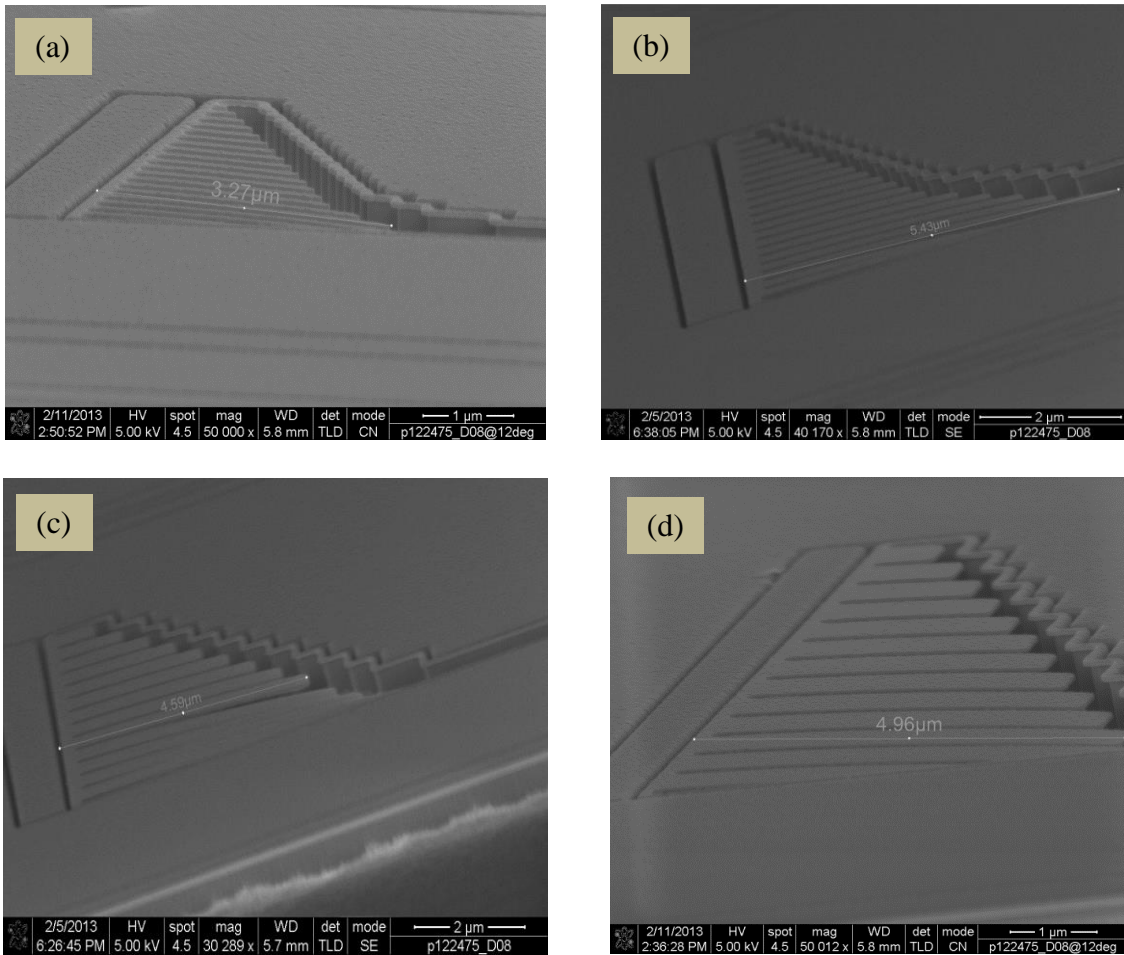 (a)
3.27µm
2/11/2013 HV spot mag WD det mode 1 µm
2:50:52 PM 5.00 kV 4.5 50 000 x 5.8 mm TLD CN p122475_D08@12deg
(b)
5.43µm
2/5/2013 HV spot mag WD det mode 2 µm
6:38:05 PM 5.00 kV 4.5 40 170 x 5.8 mm TLD SE p122475_D08
(c)
4.59µm
2/5/2013 HV spot mag WD det mode 2 µm
6:26:45 PM 5.00 kV 4.5 30 289 x 5.7 mm TLD SE p122475_D08
(d)
4.96µm
2/11/2013 HV spot mag WD det mode 1 µm
2:36:28 PM 5.00 kV 4.5 50 012 x 5.8 mm TLD CN p122475_D08@12deg